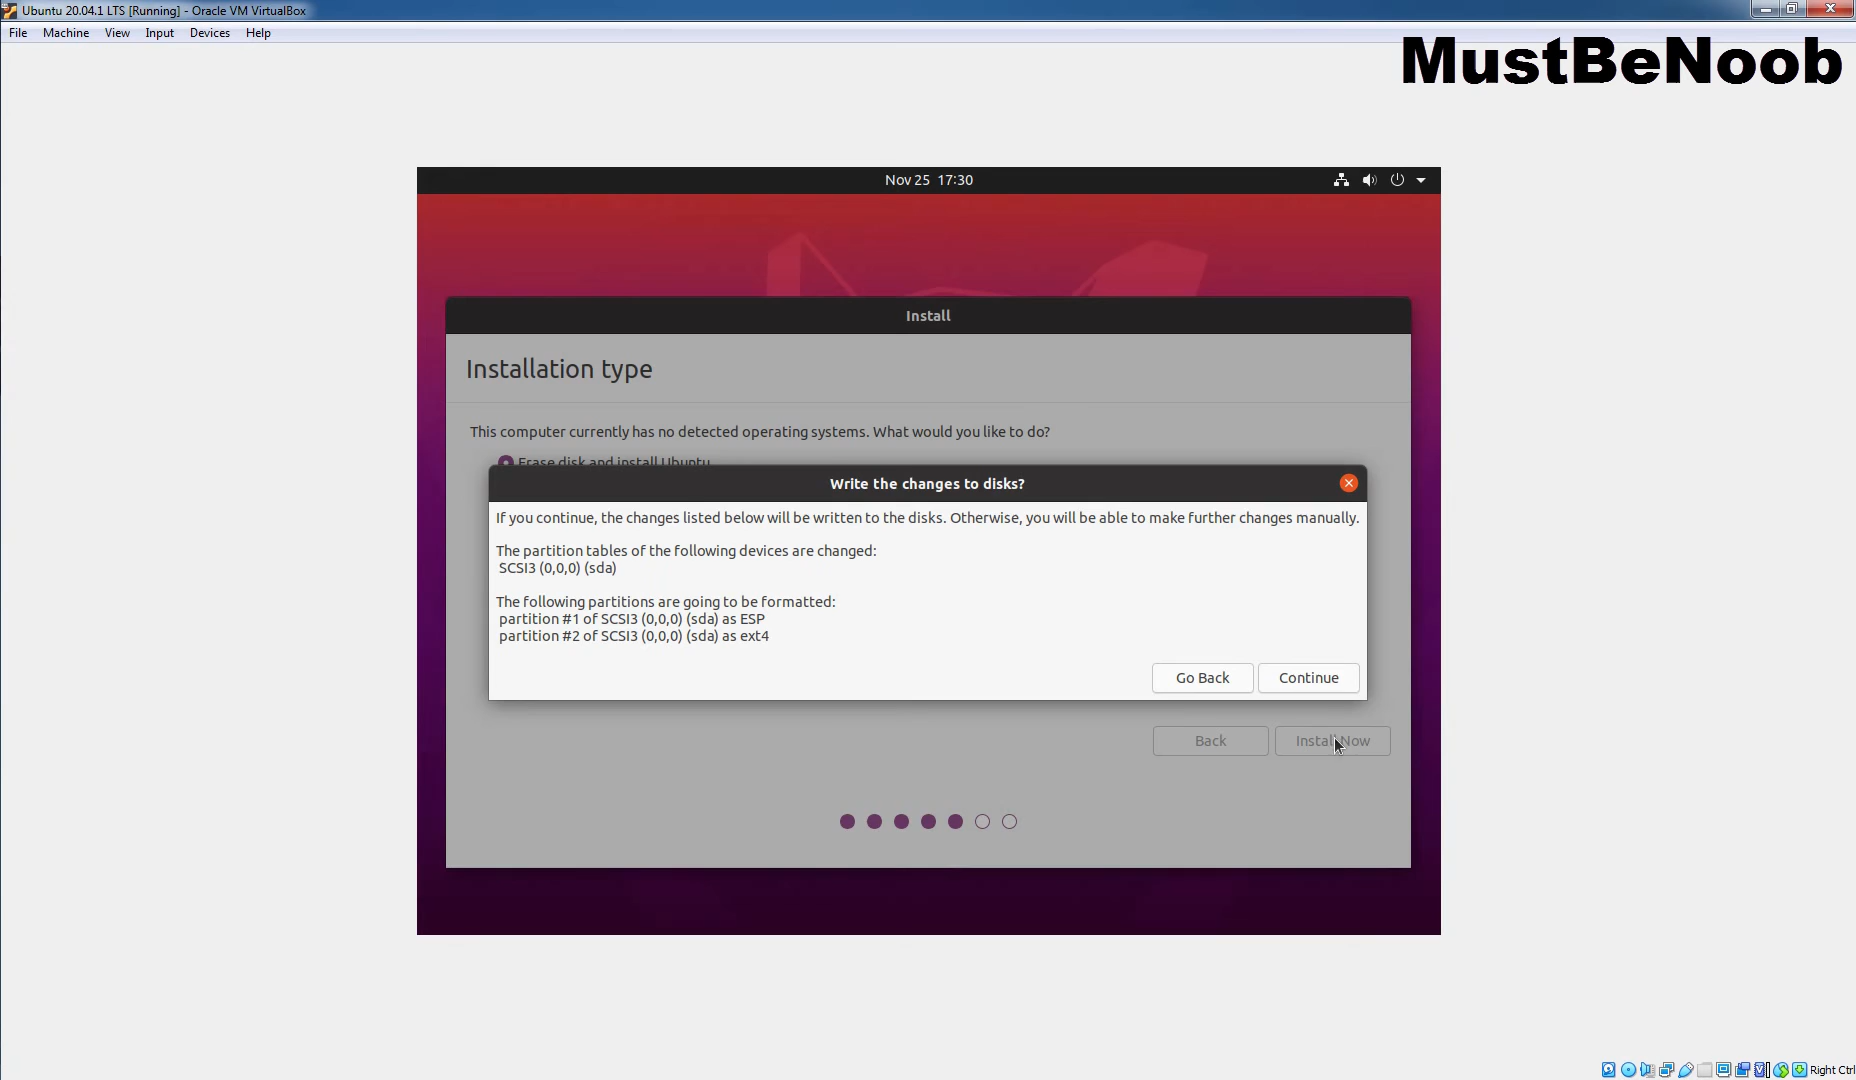 Ubuntu 20.04.1 LTS [Running] - Oracle VM VirtualBox
File Machine View Input Devices Help
MustBeNoob
Nov 25 17:30
Install
Installation type
This computer currently has no detected operating systems. What would you like to do?
Erase disk and install Ubuntu
Write the changes to disks?
If you continue, the changes listed below will be written to the disks. Otherwise, you will be able to make further changes manually.
The partition tables of the following devices are changed:
SCSI3 (0,0,0) (sda)
The following partitions are going to be formatted:
partition #1 of SCSI3 (0,0,0) (sda) as ESP
partition #2 of SCSI3 (0,0,0) (sda) as ext4
Go Back Continue
Back Install Now
Right Ctrl